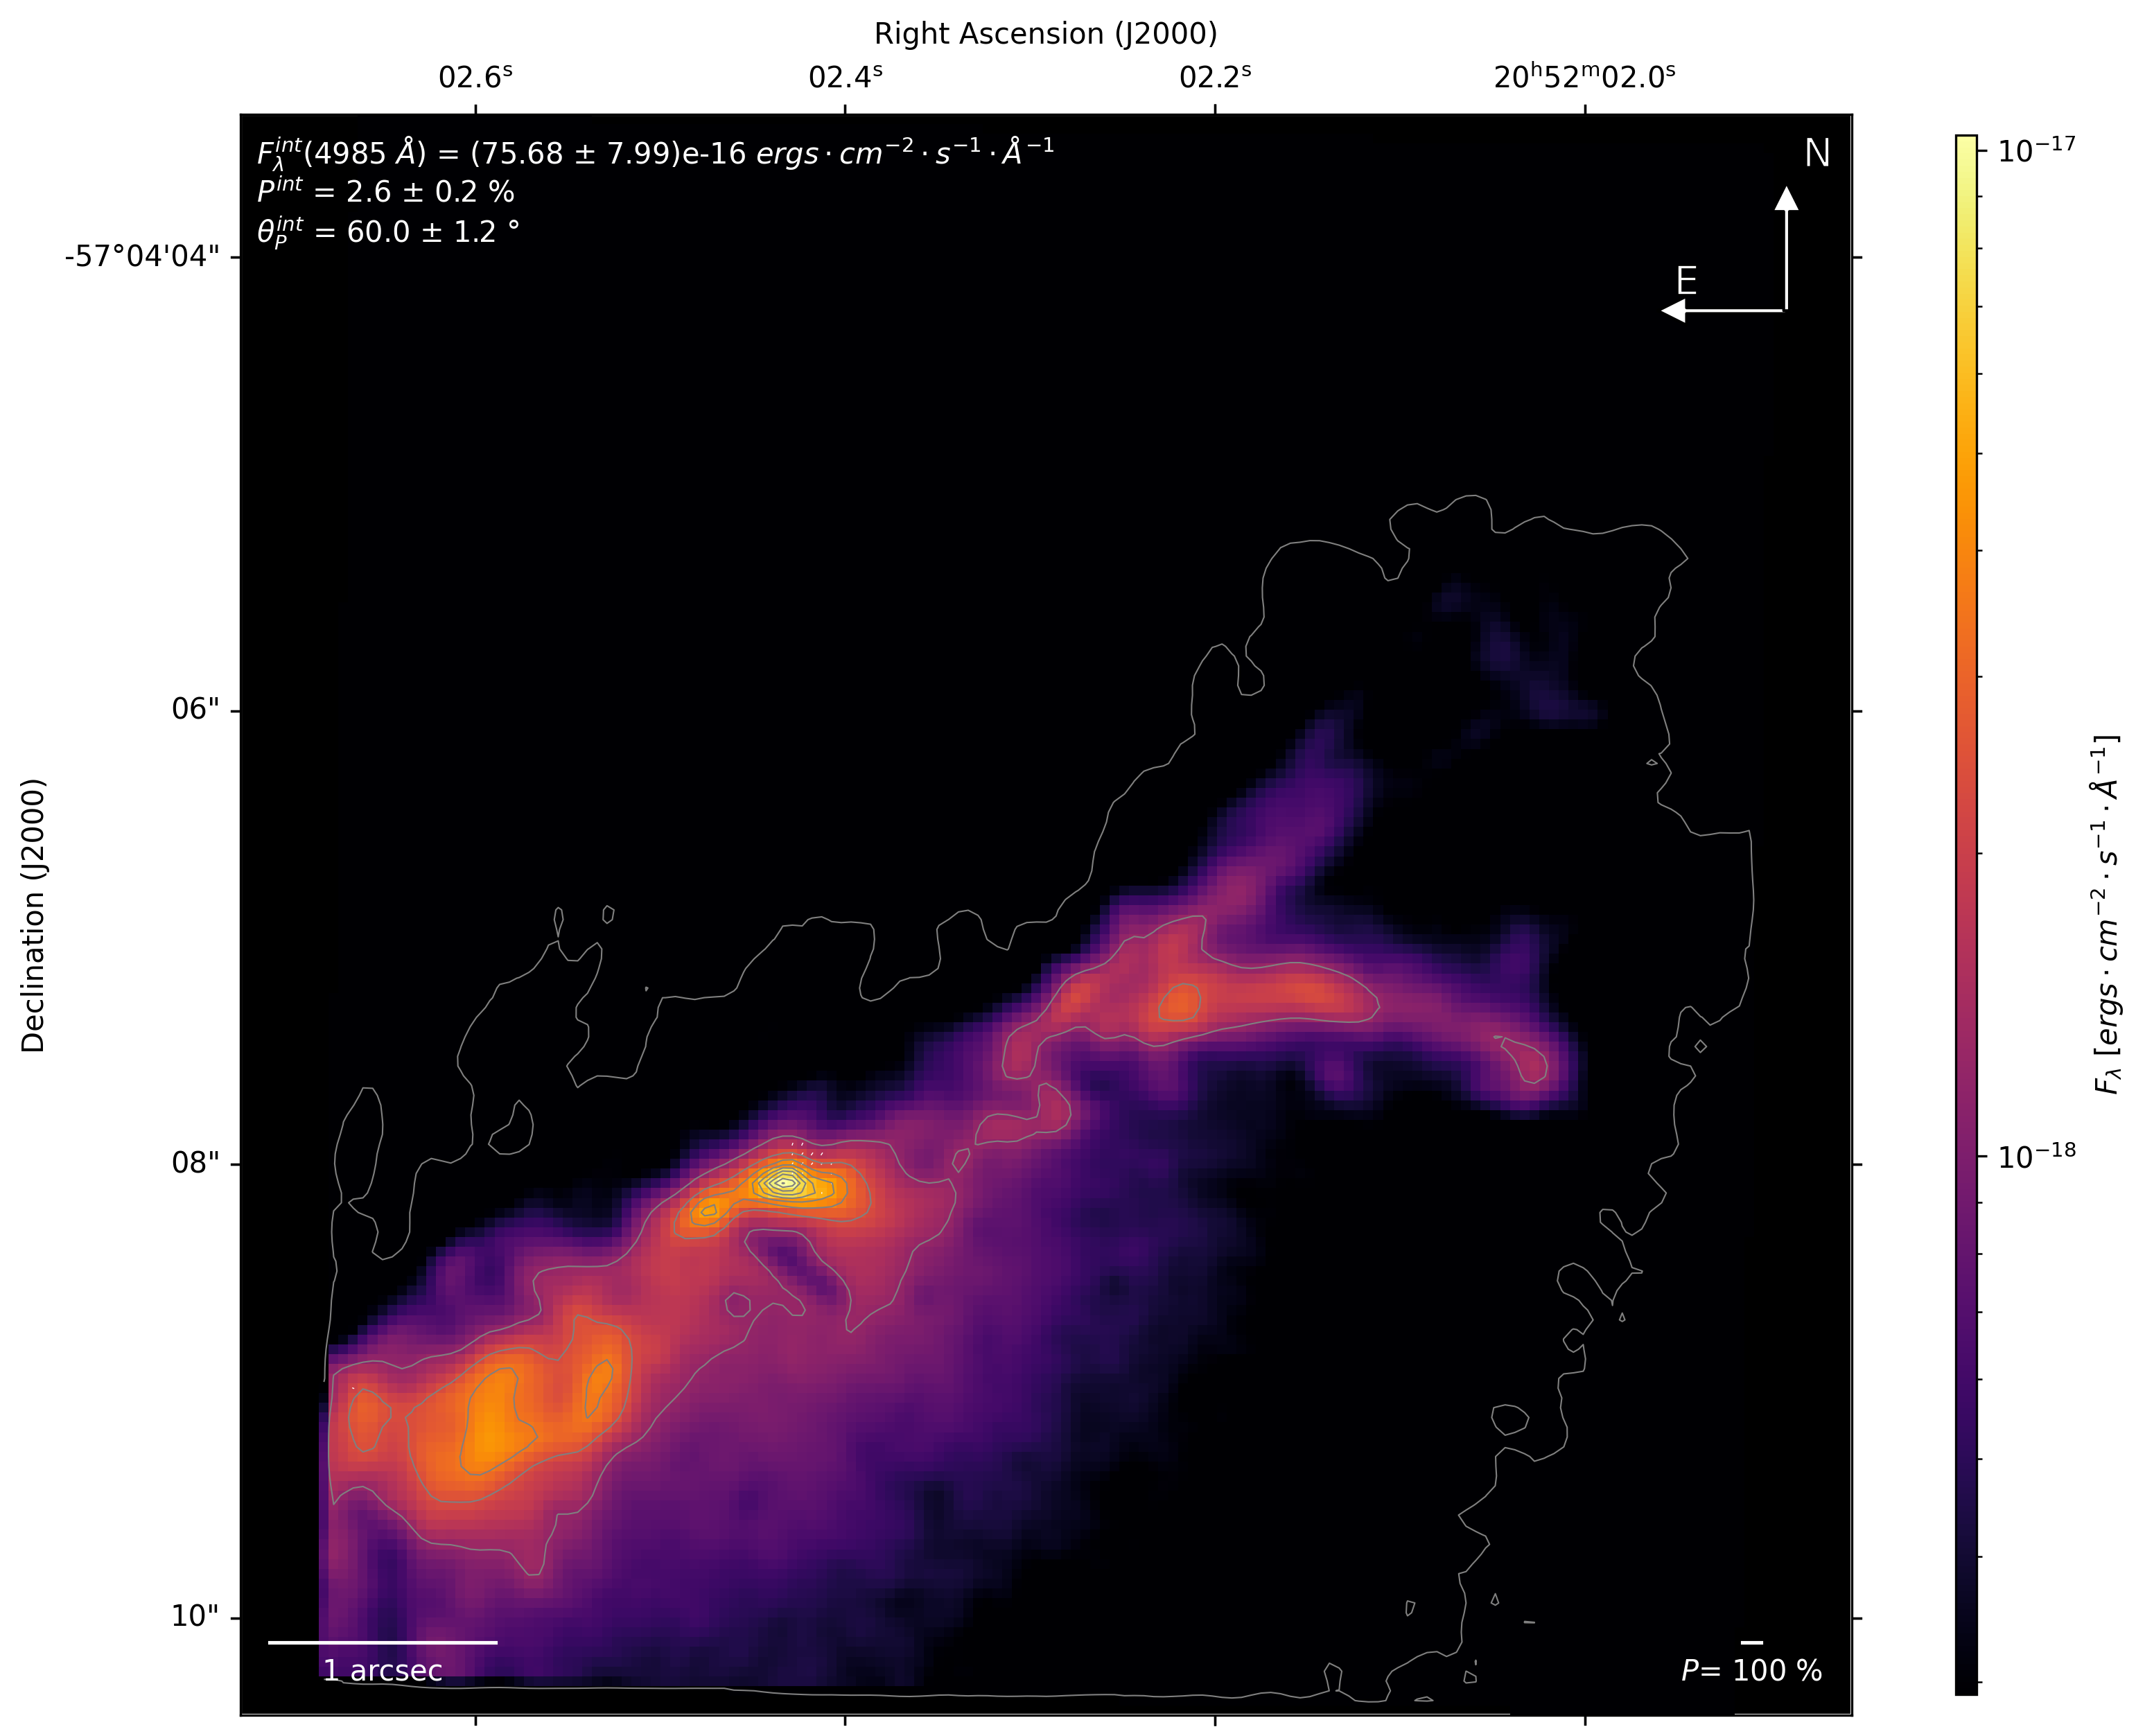 Right Ascension (J2000)
02.6ˢ 02.4ˢ 02.2ˢ 20ʰ52ᵐ02.0ˢ
F_λ^int(4985 Å) = (75.68 ± 7.99)e-16 ergs · cm⁻² · s⁻¹ · Å⁻¹
P^int = 2.6 ± 0.2 %
θ_P^int = 60.0 ± 1.2 °
N
E
-57°04'04"
06"
08"
10"
Declination (J2000)
1 arcsec
P= 100 %
10⁻¹⁷
10⁻¹⁸
F_λ [ergs · cm⁻² · s⁻¹ · Å⁻¹]